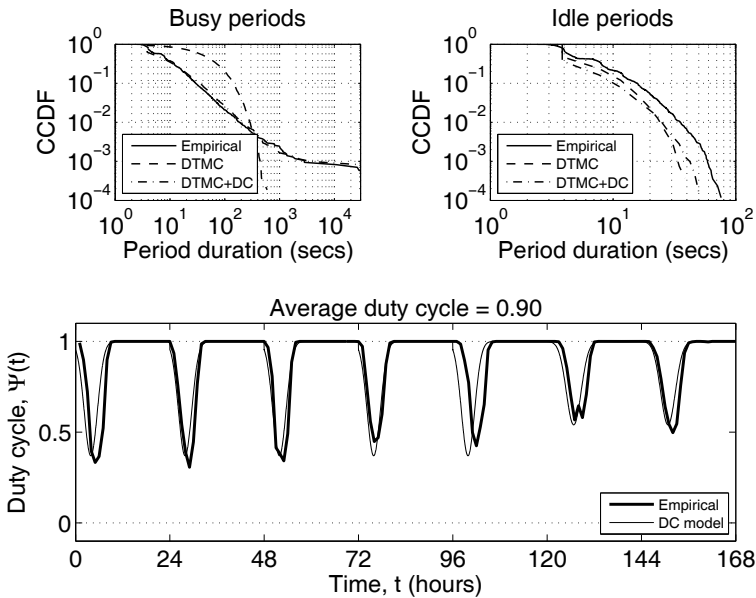 Busy periods
CCDF
10^0
10^-1
10^-2
10^-3
10^-4
Empirical
DTMC
DTMC+DC
10^0 10^1 10^2 10^3 10^4
Period duration (secs)
Idle periods
CCDF
10^0
10^-1
10^-2
10^-3
10^-4
Empirical
DTMC
DTMC+DC
10^0 10^1 10^2
Period duration (secs)
Average duty cycle = 0.90
Duty cycle, Ψ(t)
1
0.5
0
Empirical
DC model
0 24 48 72 96 120 144 168
Time, t (hours)